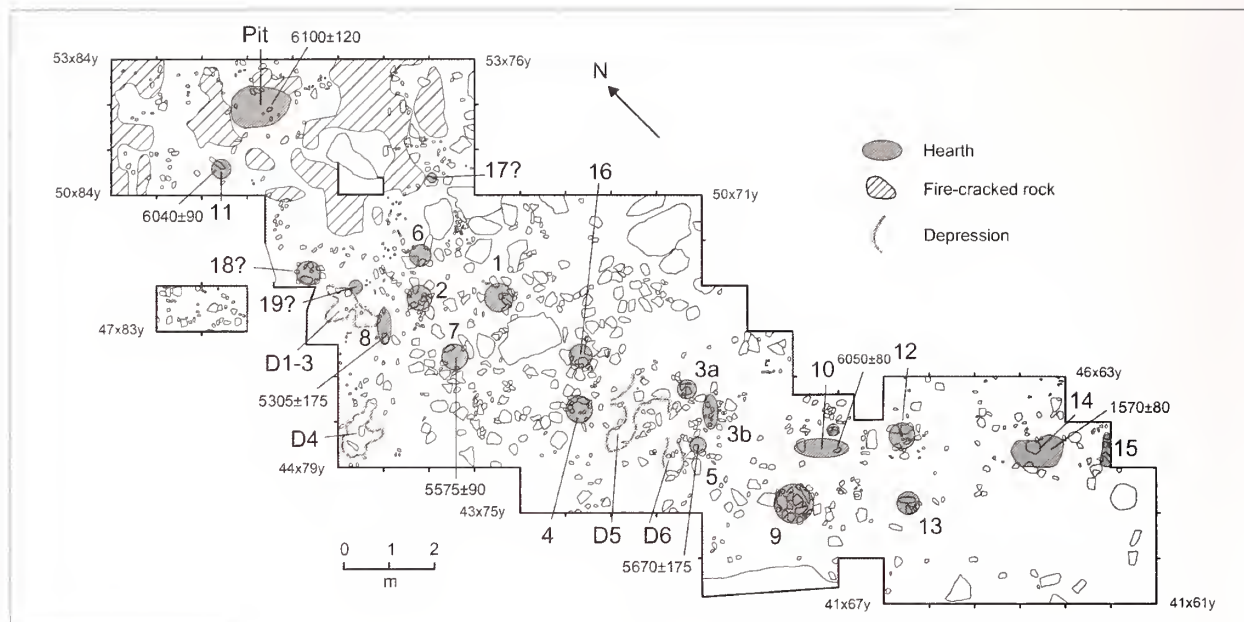 Pit
6100±120
53x84y
53x76y
N
Hearth
Fire-cracked rock
Depression
17?
16
50x84y
50x71y
6040±90
11
6
1
18?
2
19?
47x83y
7
8
D1-3
3a
10
6050±80
12
46x63y
14
1570±80
5305±175
3b
15
D4
44x79y
5
5575±90
43x75y
4
D5
D6
9
13
5670±175
0 1 2
m
41x67y
41x61y